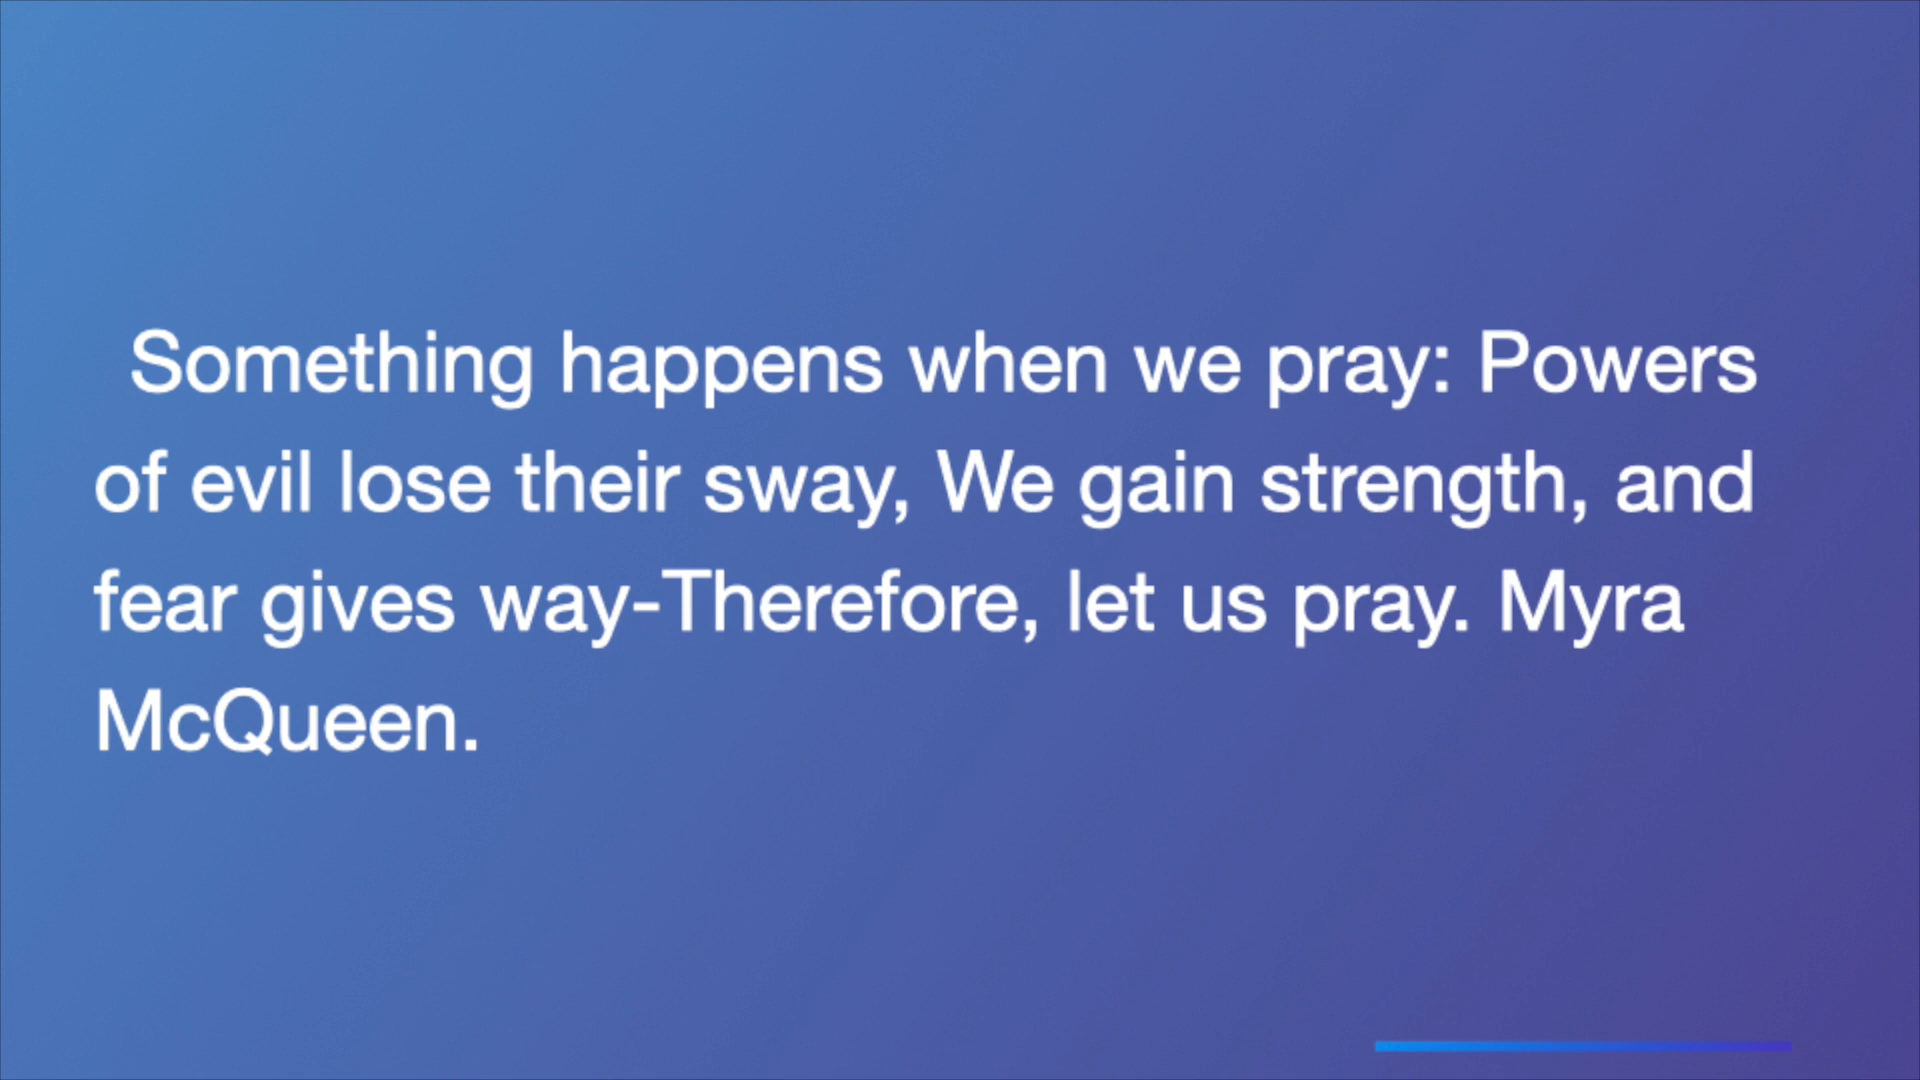 Something happens when we pray: Powers
of evil lose their sway, We gain strength, and
fear gives way-Therefore, let us pray. Myra
McQueen.